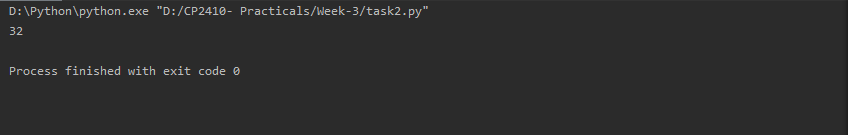 D:\Python\python.exe "D:/CP2410- Practicals/Week-3/task2.py"
32
Process finished with exit code 0